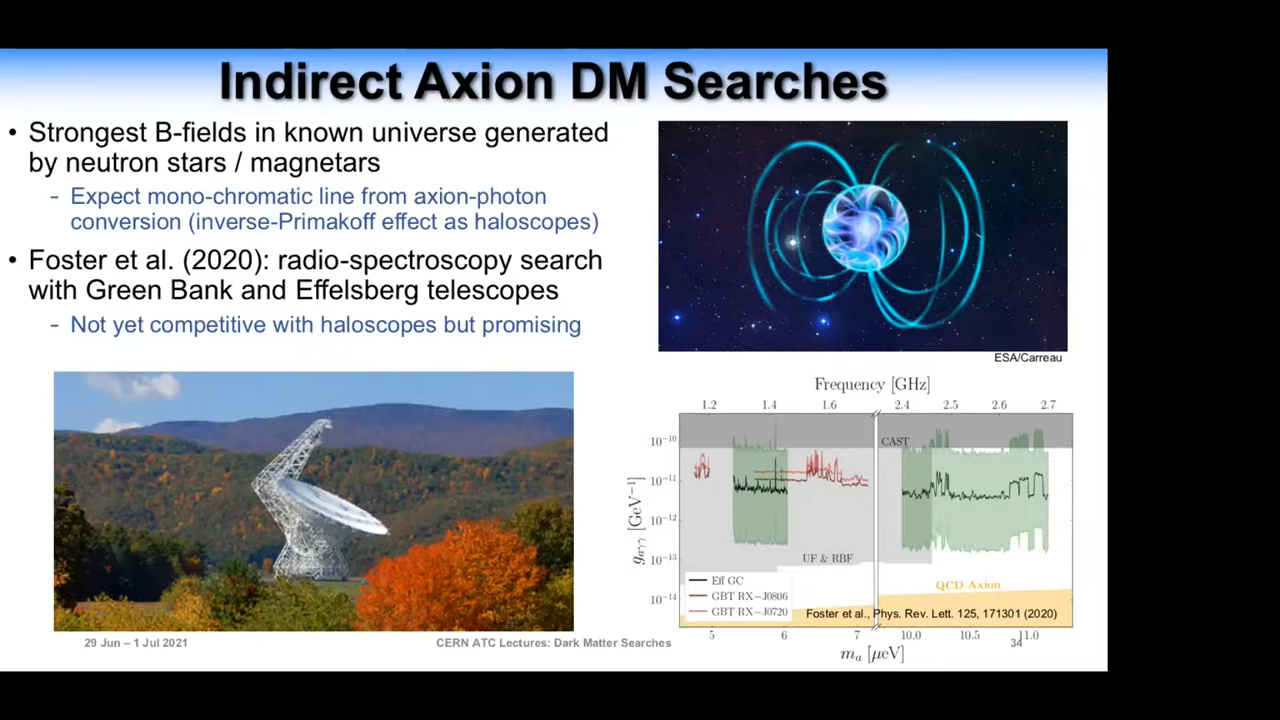 Indirect Axion DM Searches
• Strongest B-fields in known universe generated
by neutron stars / magnetars
- Expect mono-chromatic line from axion-photon
conversion (inverse-Primakoff effect as haloscopes)
• Foster et al. (2020): radio-spectroscopy search
with Green Bank and Effelsberg telescopes
- Not yet competitive with haloscopes but promising
ESA/Carreau
Frequency [GHz]
1.2 1.4 1.6 2.4 2.5 2.6 2.7
10⁻¹⁰
10⁻¹¹
10⁻¹²
10⁻¹³
10⁻¹⁴
gₐγγ [GeV⁻¹]
CAST
UF & RBF
QCD Axion
Eff GC
GBT RX−J0806
GBT RX−J0720
Foster et al., Phys. Rev. Lett. 125, 171301 (2020)
5 6 7 10.0 10.5 11.0
mₐ [μeV]
29 Jun – 1 Jul 2021
CERN ATC Lectures: Dark Matter Searches
34